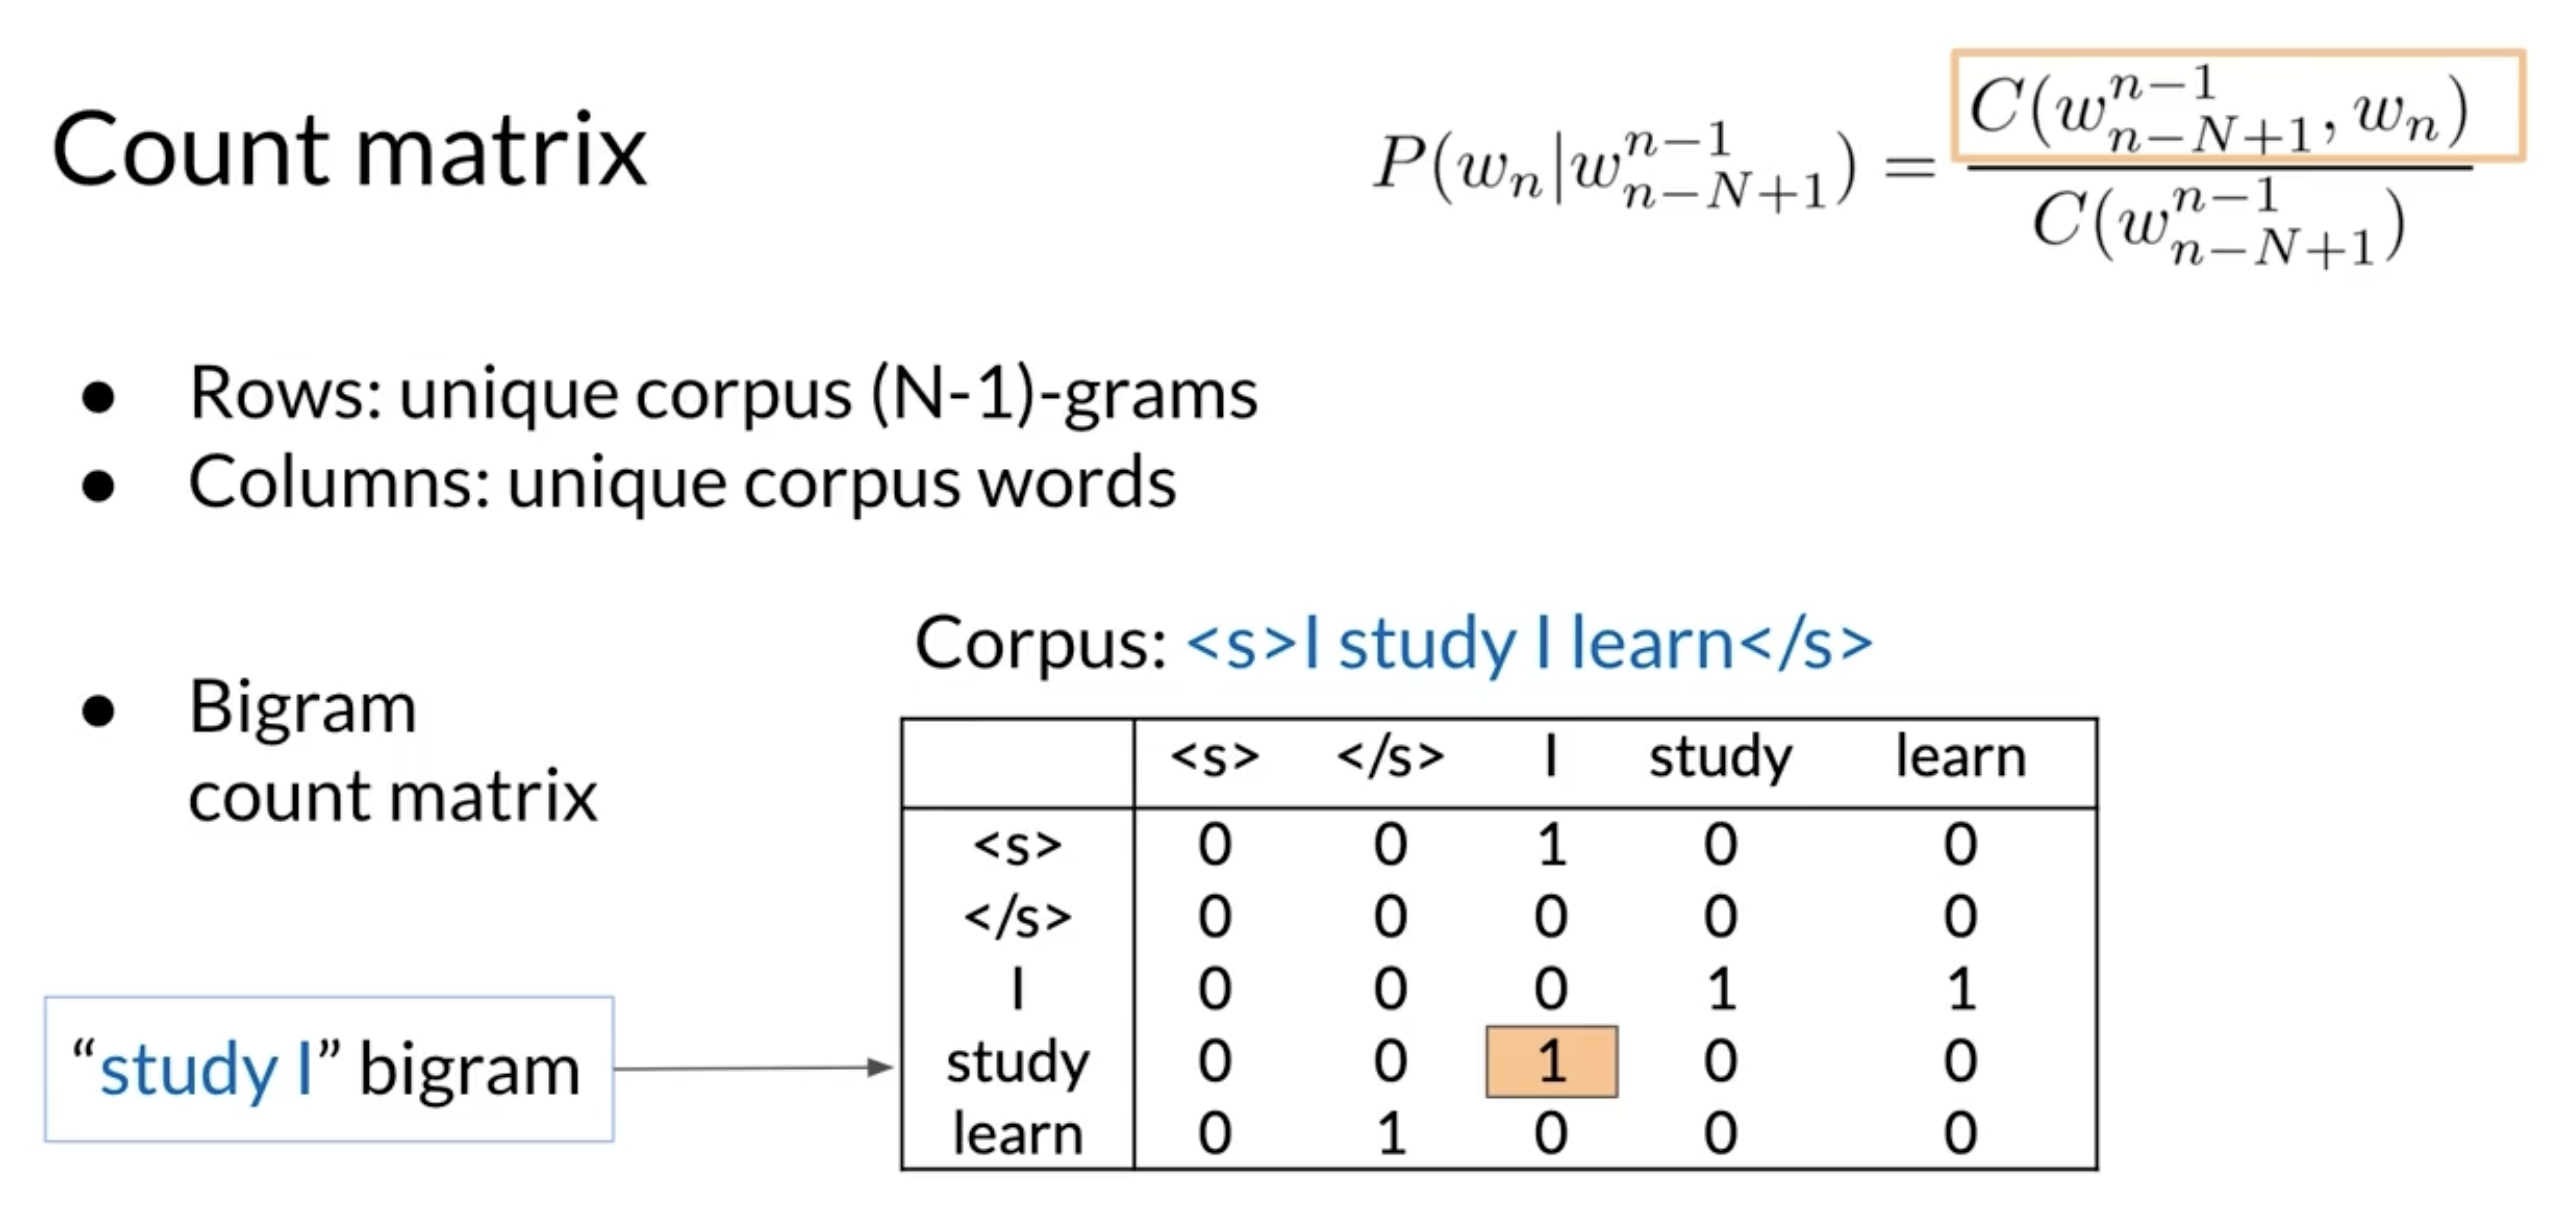 Count matrix
P(w_n|w_{n-N+1}^{n-1}) = \frac{C(w_{n-N+1}^{n-1}, w_n)}{C(w_{n-N+1}^{n-1})}
● Rows: unique corpus (N-1)-grams
● Columns: unique corpus words
Corpus: <s>I study I learn</s>
● Bigram
count matrix
<s> </s> I study learn
<s> 0 0 1 0 0
</s> 0 0 0 0 0
I 0 0 0 1 1
study 0 0 1 0 0
learn 0 1 0 0 0
“study I” bigram